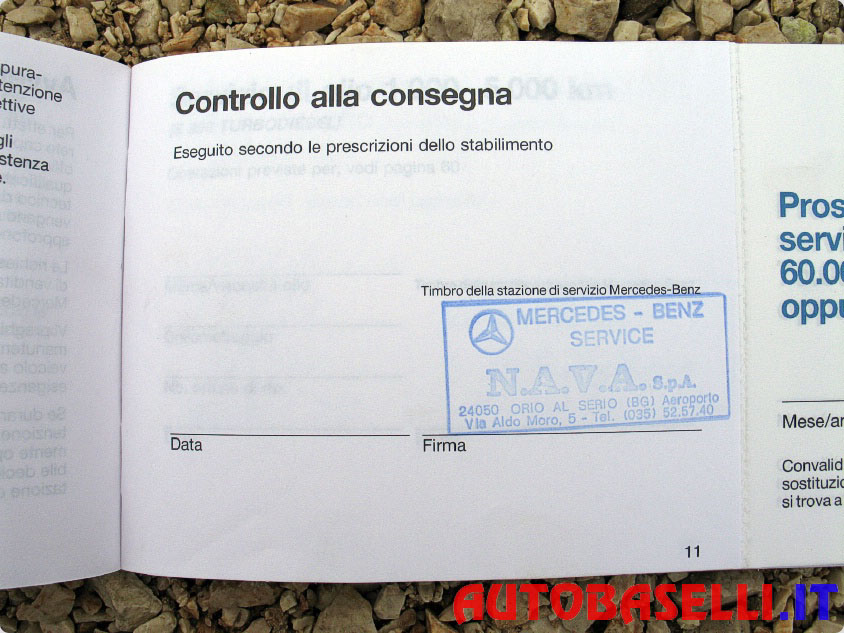 pura-
tenzione
ettive
gli
stenza
e.
Controllo alla consegna
Eseguito secondo le prescrizioni dello stabilimento
Timbro della stazione di servizio Mercedes-Benz
MERCEDES - BENZ
SERVICE
N.A.V.A. S.p.A.
24050 ORIO AL SERIO (BG) Aeroporto
Via Aldo Moro, 5 - Tel. (035) 52.57.40
Data
Firma
11
Pros
servi
60.00
oppu
Mese/an
Convalid
sostituzio
si trova a
AUTOBASELLI.IT